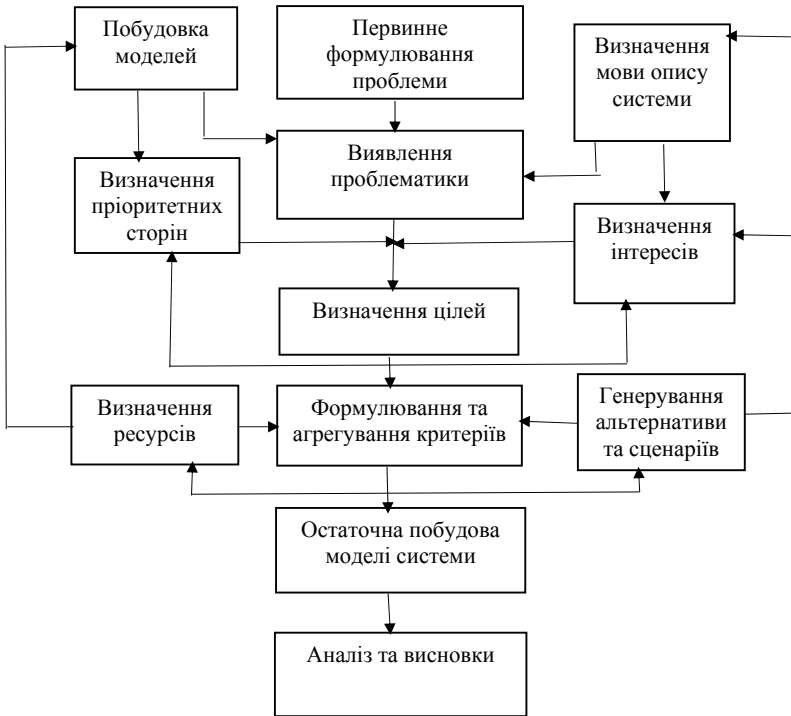 Побудовка
моделей
Первинне
формулювання
проблеми
Визначення
мови опису
системи
Виявлення
проблематики
Визначення
пріоритетних
сторін
Визначення
інтересів
Визначення цілей
Визначення
ресурсів
Формулювання та
агрегування критеріїв
Генерування
альтернативи
та сценаріїв
Остаточна побудова
моделі системи
Аналіз та висновки